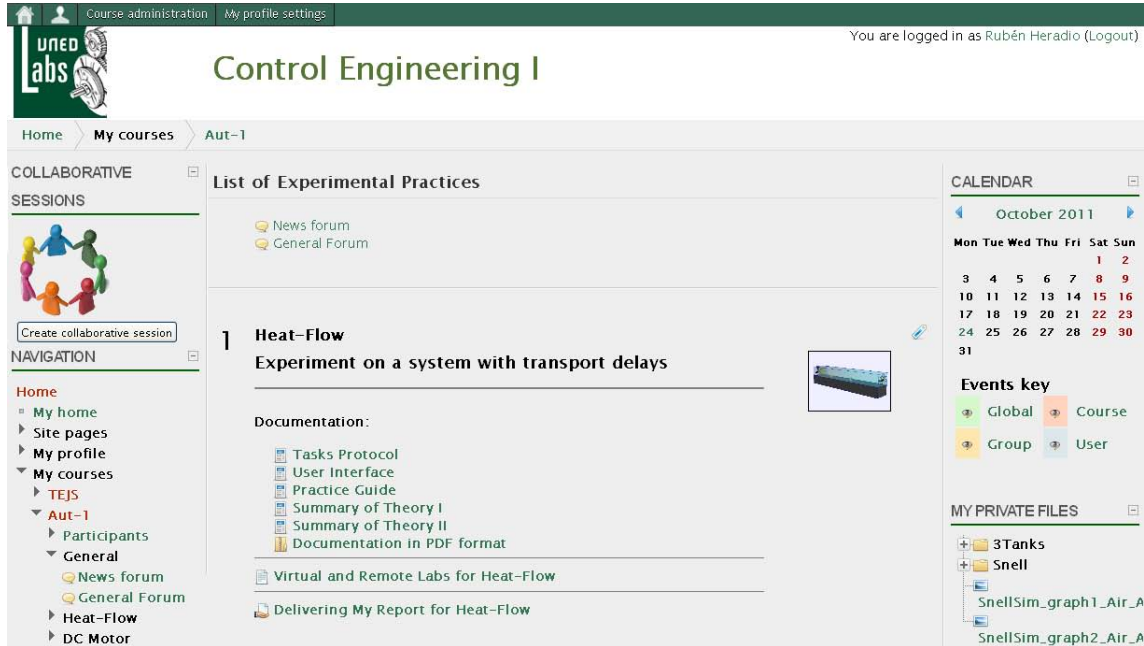 Course administration
My profile settings
UNED
Labs
Control Engineering I
You are logged in as Rubén Heradio (Logout)
Home
My courses
Aut-1
COLLABORATIVE
SESSIONS
Create collaborative session
NAVIGATION
Home
My home
Site pages
My profile
My courses
TEJS
Aut-1
Participants
General
News forum
General Forum
Heat-Flow
DC Motor
List of Experimental Practices
News forum
General Forum
1 Heat-Flow
Experiment on a system with transport delays
Documentation:
Tasks Protocol
User Interface
Practice Guide
Summary of Theory I
Summary of Theory II
Documentation in PDF format
Virtual and Remote Labs for Heat-Flow
Delivering My Report for Heat-Flow
CALENDAR
October 2011
Mon Tue Wed Thu Fri Sat Sun
1 2
3 4 5 6 7 8 9
10 11 12 13 14 15 16
17 18 19 20 21 22 23
24 25 26 27 28 29 30
31
Events key
Global Course
Group User
MY PRIVATE FILES
3Tanks
Snell
SnellSim_graph1_Air_A
SnellSim_graph2_Air_A